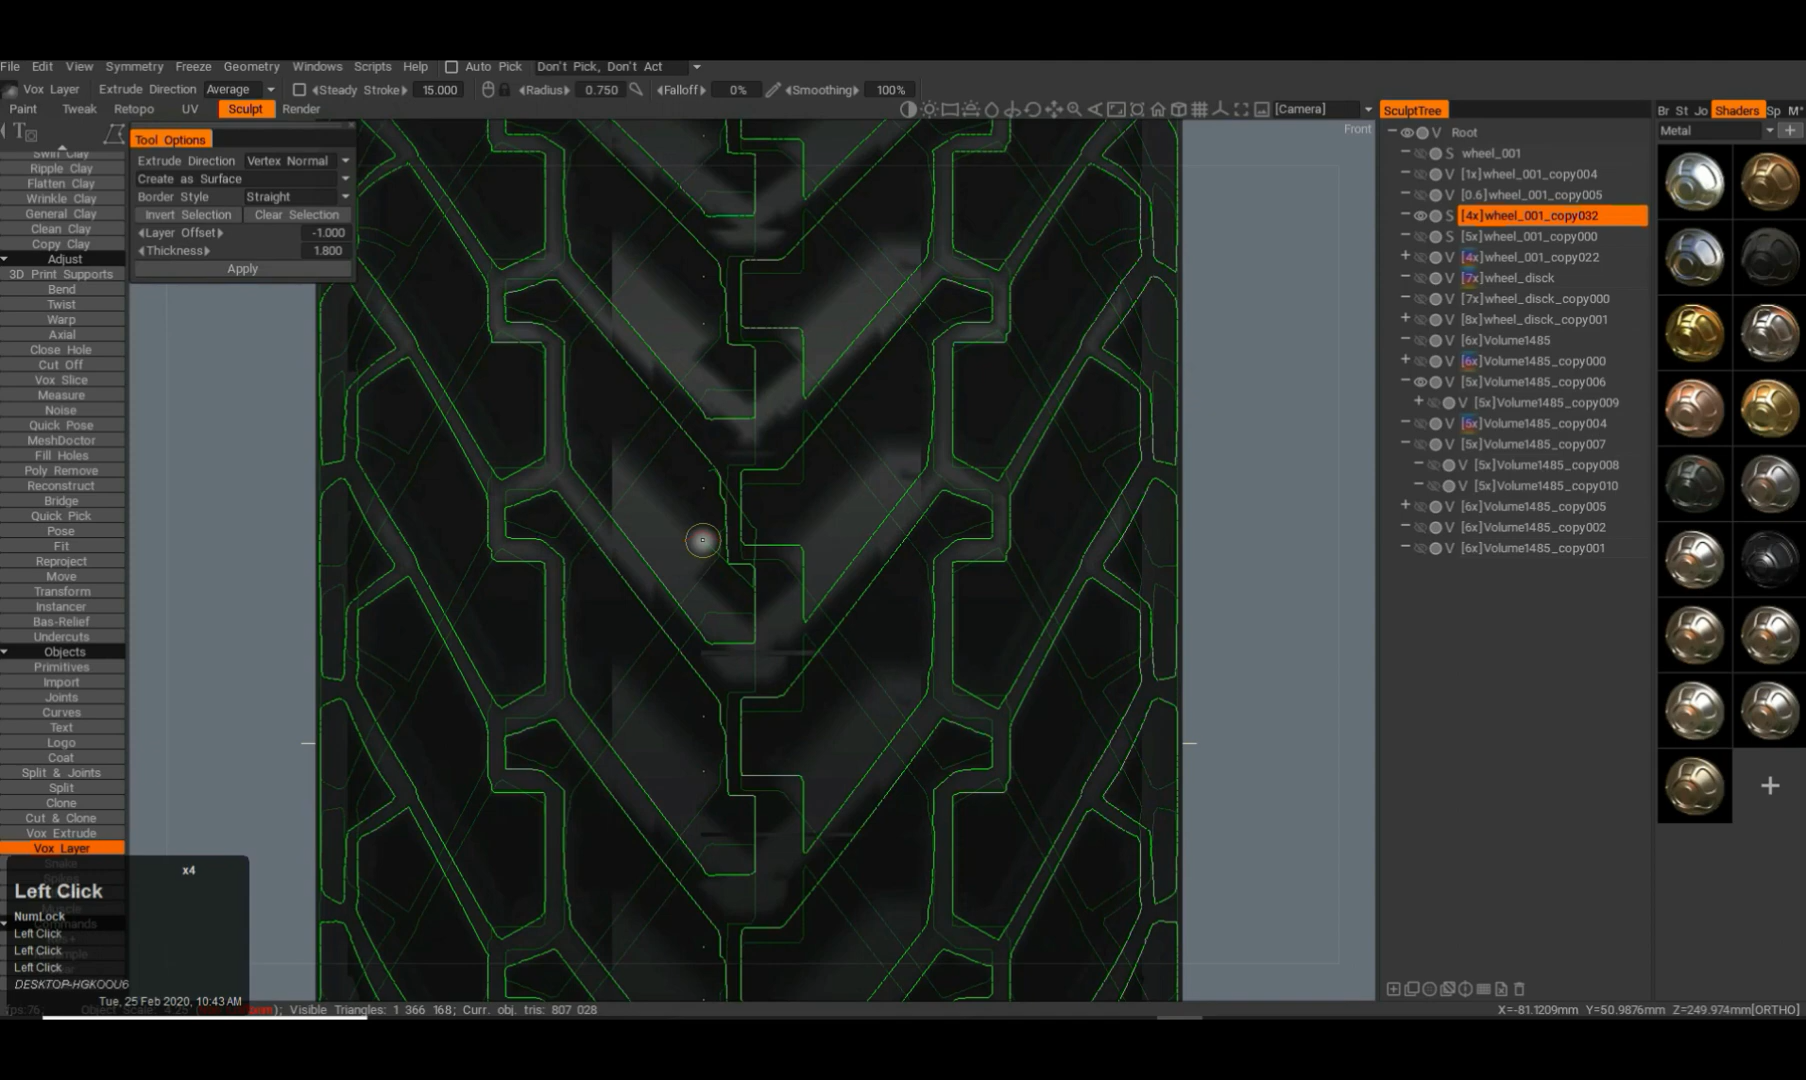 File Edit View Symmetry Freeze Geometry Windows Scripts Help Auto Pick Don't Pick, Don't Act
Vox Layer Extrude Direction Average Steady Stroke 15.000 Radius 0.750 Falloff 0% Smoothing 100%
Paint Tweak Retopo UV Sculpt Render
[Camera]
Front
Tool Options
Extrude Direction Vertex Normal
Create as Surface
Border Style Straight
Invert Selection Clear Selection
Layer Offset -1.000
Thickness 1.800
Apply
Swirl Clay
Ripple Clay
Flatten Clay
Wrinkle Clay
General Clay
Clean Clay
Copy Clay
Adjust
3D Print Supports
Bend
Twist
Warp
Axial
Close Hole
Cut Off
Vox Slice
Measure
Noise
Quick Pose
MeshDoctor
Fill Holes
Poly Remove
Reconstruct
Bridge
Quick Pick
Pose
Fit
Reproject
Move
Transform
Instancer
Bas-Relief
Undercuts
Objects
Primitives
Import
Joints
Curves
Text
Logo
Coat
Split & Joints
Split
Clone
Cut & Clone
Vox Extrude
Vox Layer
x4
Left Click
NumLock
Left Click
Left Click
Left Click
DESKTOP-HGKOOU6
Tue, 25 Feb 2020, 10:43 AM
fps:76; Object Scale: 4.25 ); Visible Triangles: 1 366 168; Curr. obj. tris: 807 028
X=-81.1209mm Y=50.9876mm Z=249.974mm[ORTHO]
SculptTree
V Root
S wheel_001
V [1x]wheel_001_copy004
V [0.6]wheel_001_copy005
S [4x]wheel_001_copy032
S [5x]wheel_001_copy000
V [4x]wheel_001_copy022
V [7x]wheel_disck
V [7x]wheel_disck_copy000
V [8x]wheel_disck_copy001
V [6x]Volume1485
V [6x]Volume1485_copy000
V [5x]Volume1485_copy006
V [5x]Volume1485_copy009
V [5x]Volume1485_copy004
V [5x]Volume1485_copy007
V [5x]Volume1485_copy008
V [5x]Volume1485_copy010
V [6x]Volume1485_copy005
V [6x]Volume1485_copy002
V [6x]Volume1485_copy001
Br St Jo Shaders Sp M*
Metal